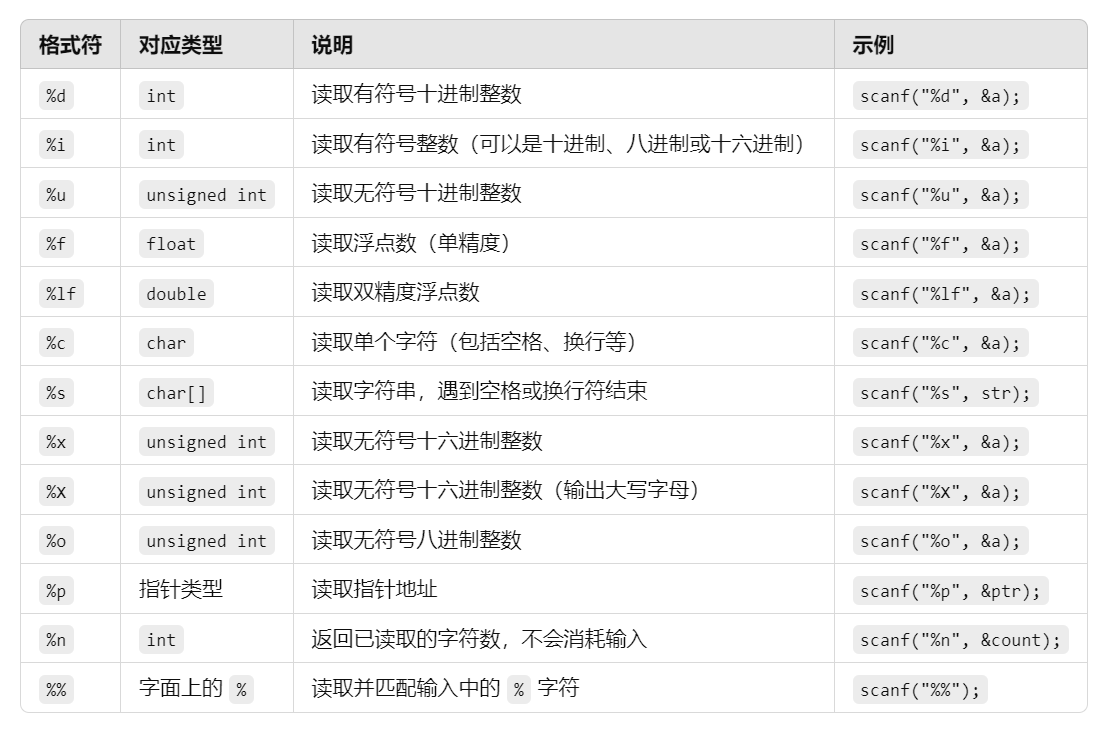 格式符 对应类型 说明 示例
%d int 读取有符号十进制整数 scanf("%d", &a);
%i int 读取有符号整数（可以是十进制、八进制或十六进制） scanf("%i", &a);
%u unsigned int 读取无符号十进制整数 scanf("%u", &a);
%f float 读取浮点数（单精度） scanf("%f", &a);
%lf double 读取双精度浮点数 scanf("%lf", &a);
%c char 读取单个字符（包括空格、换行等） scanf("%c", &a);
%s char[] 读取字符串，遇到空格或换行符结束 scanf("%s", str);
%x unsigned int 读取无符号十六进制整数 scanf("%x", &a);
%X unsigned int 读取无符号十六进制整数（输出大写字母） scanf("%X", &a);
%o unsigned int 读取无符号八进制整数 scanf("%o", &a);
%p 指针类型 读取指针地址 scanf("%p", &ptr);
%n int 返回已读取的字符数，不会消耗输入 scanf("%n", &count);
%% 字面上的 % 读取并匹配输入中的 % 字符 scanf("%%");